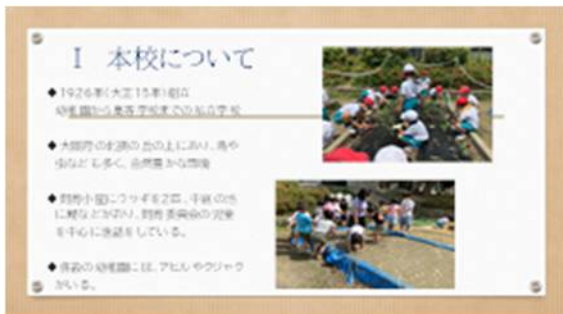 Ⅰ 本校について
◆1926年(大正15年)創立
幼稚園から高等学校までの私立学校
◆大阪府の北摂の丘の上にあり、鳥や
虫なども多く、自然豊かな環境
◆飼育小屋にウサギを2匹、中庭の池
に鯉などがおり、飼育委員会の児童
を中心に世話をしている。
◆併設の幼稚園には、アヒルやクジャク
がいる。